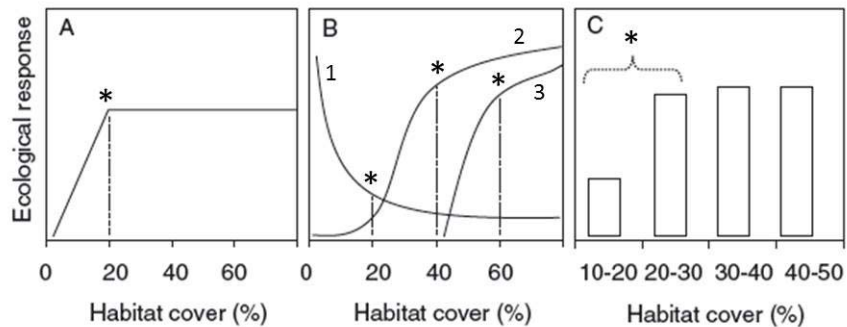 A
B
C
Ecological response
*
1
*
2
*
*
3
*
0 20 40 60
0 20 40 60
10-20 20-30 30-40 40-50
Habitat cover (%)
Habitat cover (%)
Habitat cover (%)